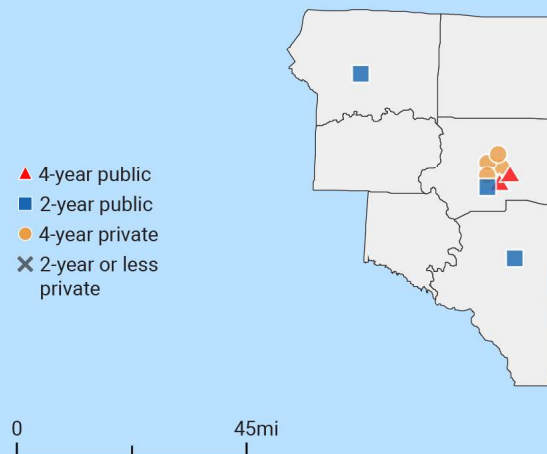 4-year public
2-year public
4-year private
2-year or less
private
0
45mi